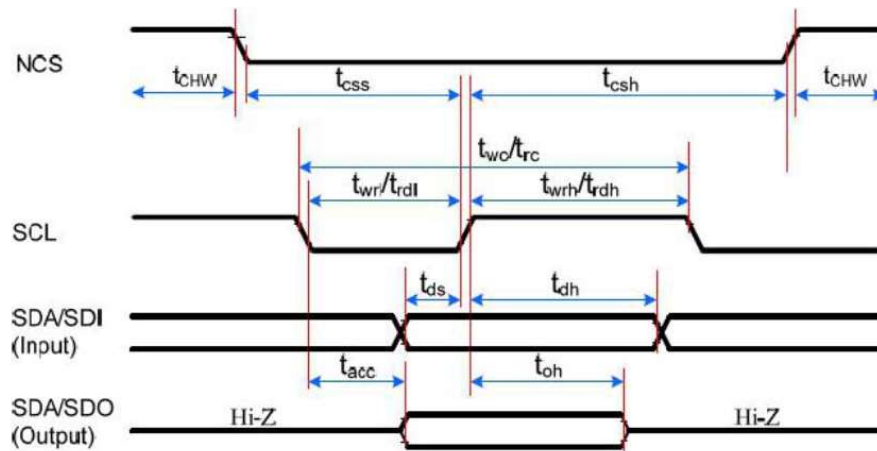 NCS
tCHW
tcss
tcsh
tCHW
twc/trc
twrl/trdl
twrh/trdh
SCL
tds
tdh
SDA/SDI
(Input)
tacc
toh
SDA/SDO
(Output)
Hi-Z
Hi-Z